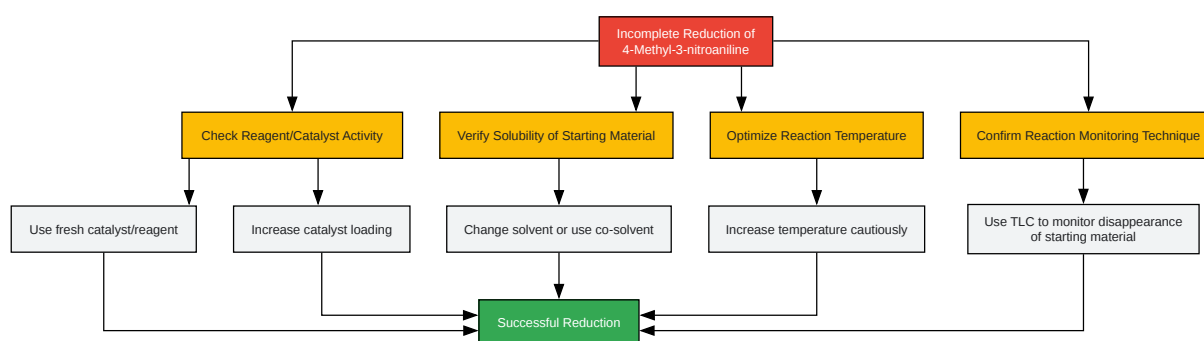 Incomplete Reduction of
4-Methyl-3-nitroaniline
Check Reagent/Catalyst Activity
Verify Solubility of Starting Material
Optimize Reaction Temperature
Confirm Reaction Monitoring Technique
Use fresh catalyst/reagent
Increase catalyst loading
Change solvent or use co-solvent
Increase temperature cautiously
Use TLC to monitor disappearance
of starting material
Successful Reduction